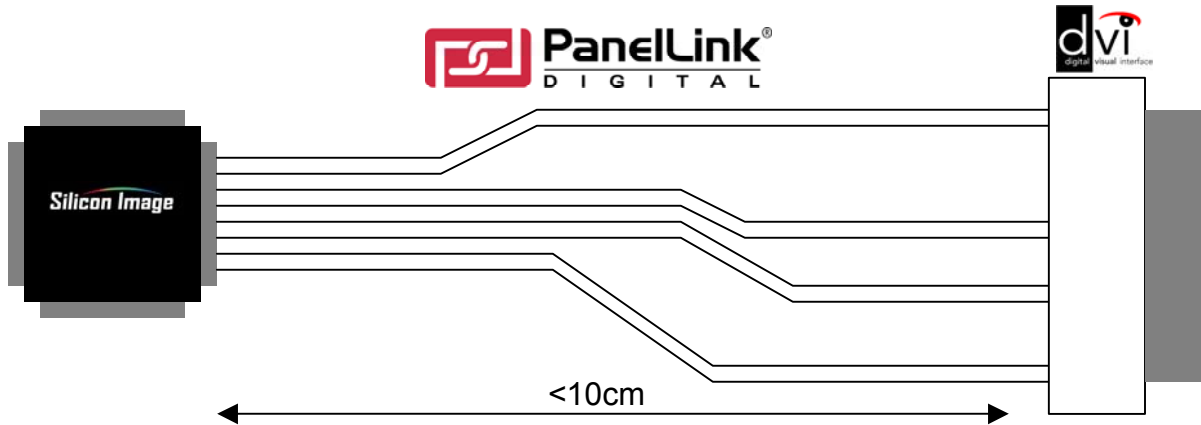 PanelLink®
DIGITAL
dvi
digital visual interface
Silicon Image
<10cm